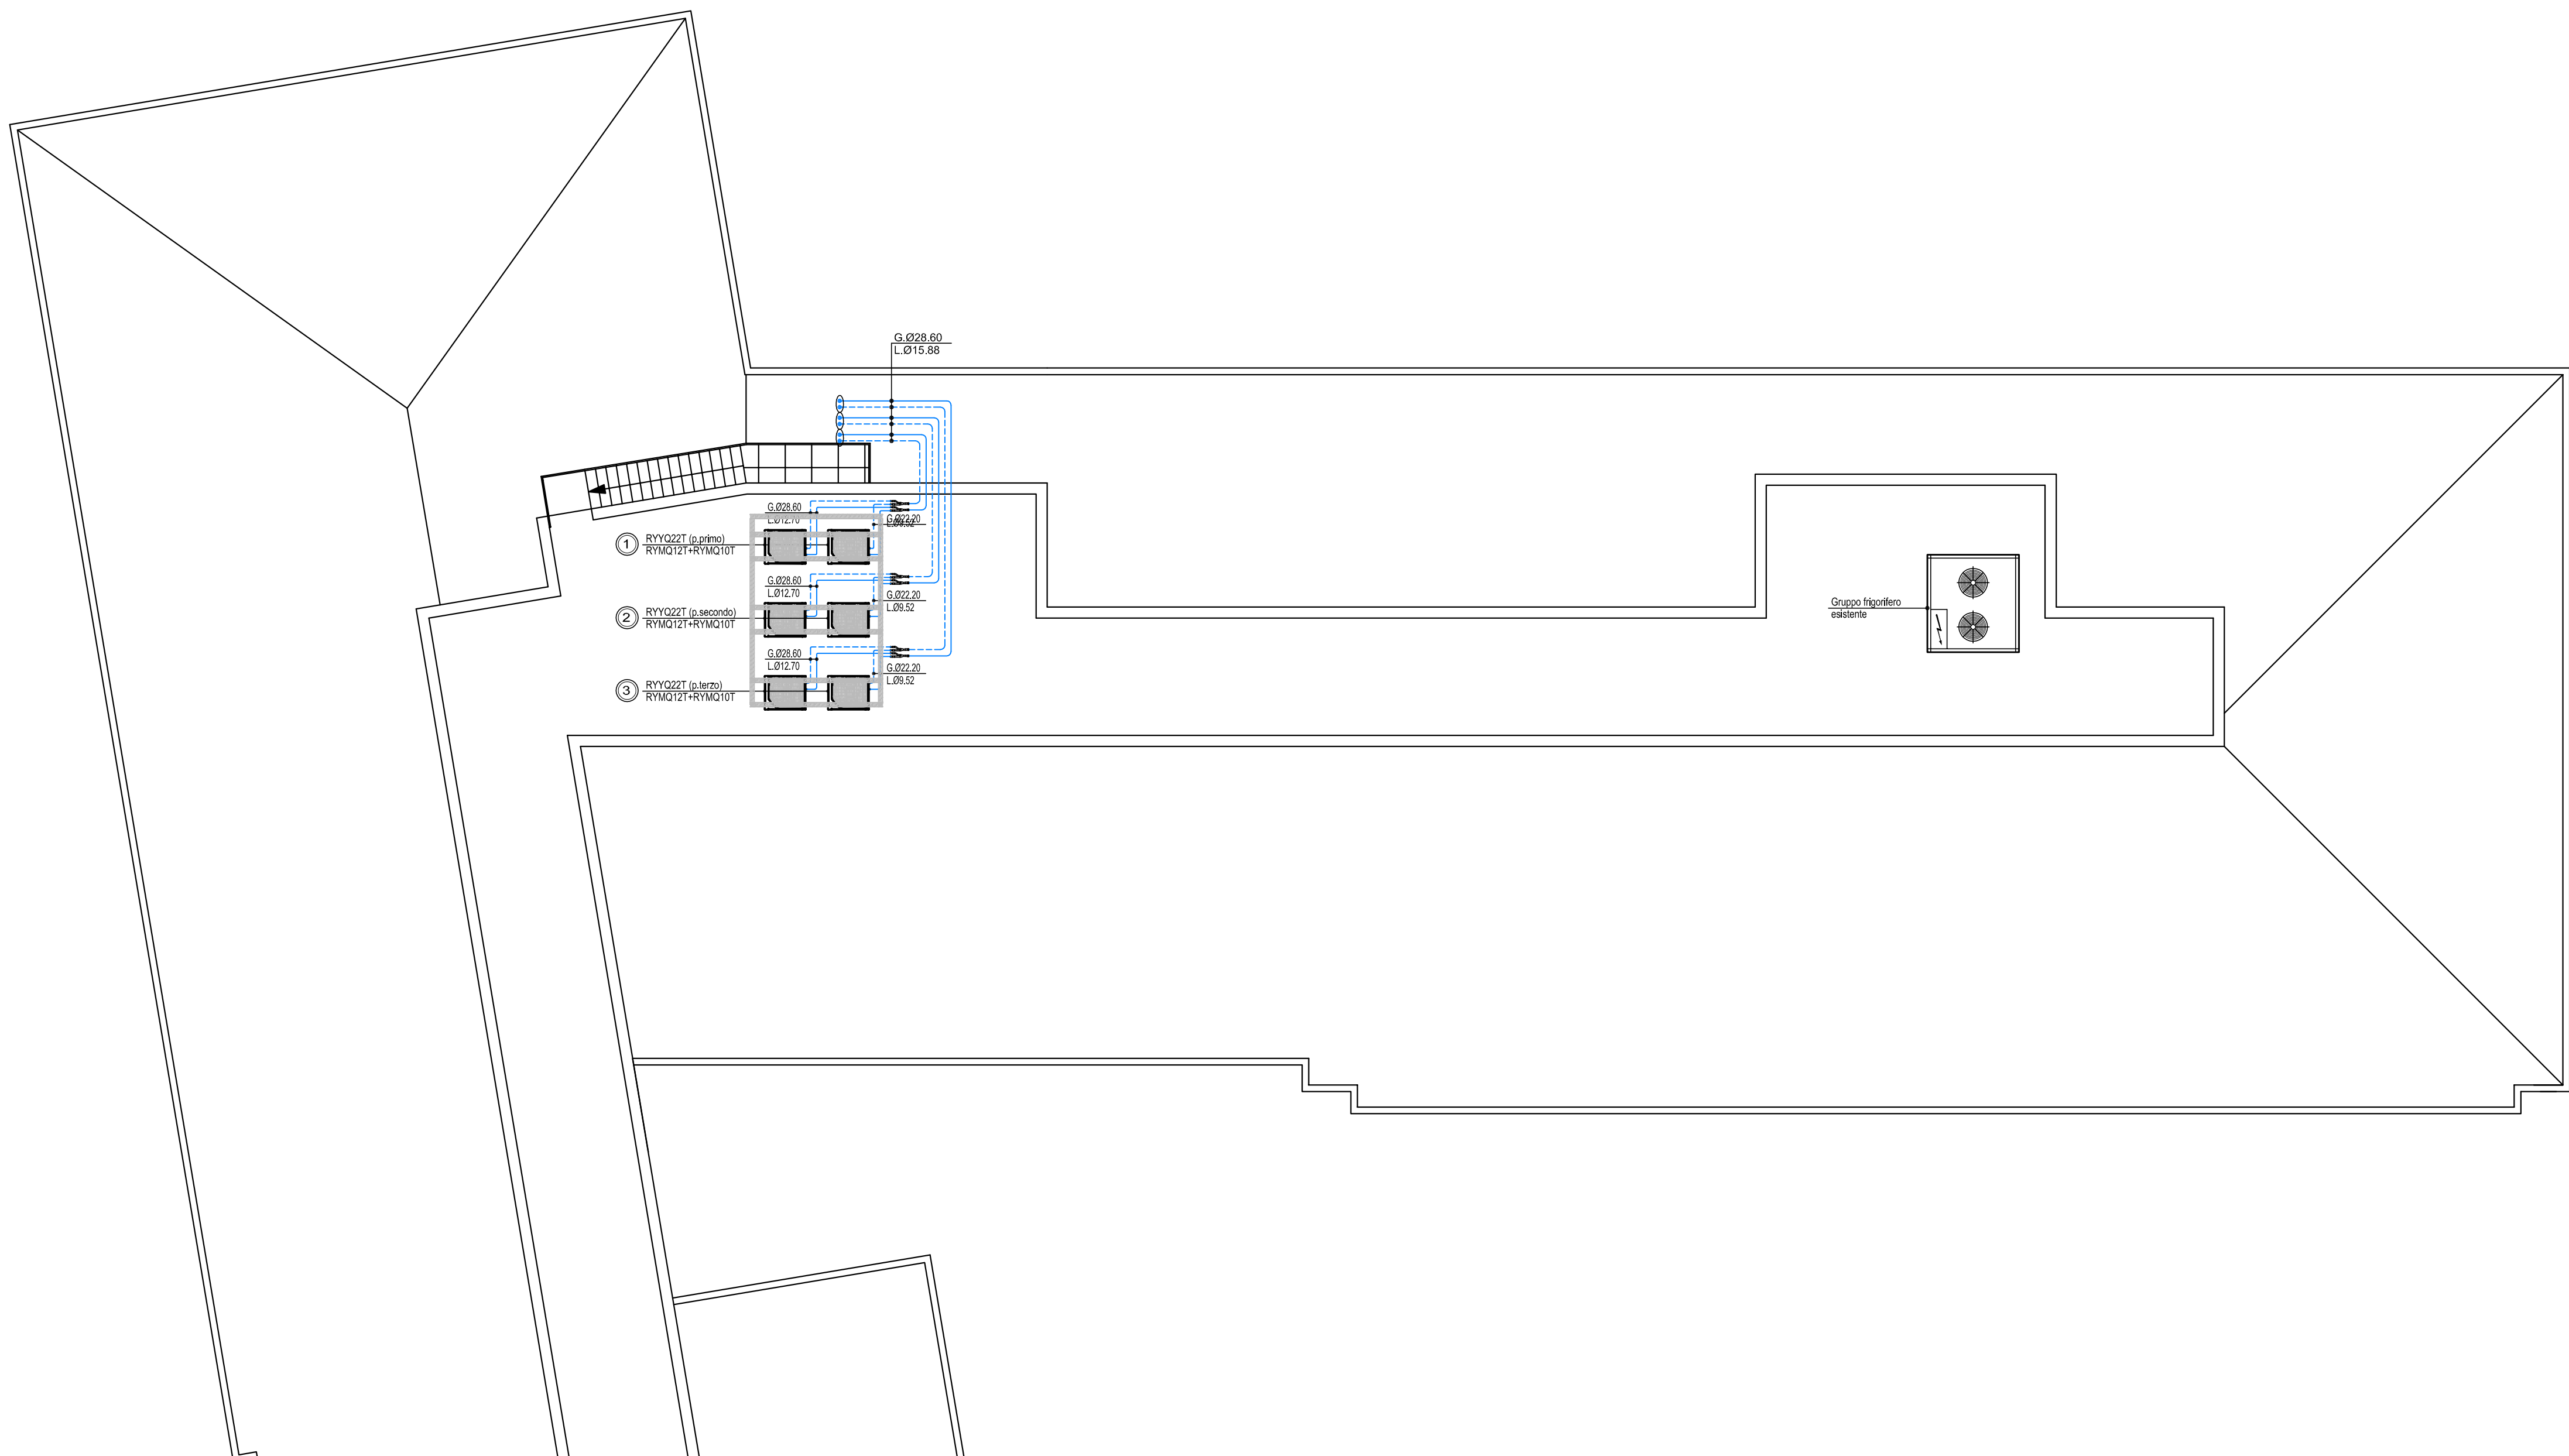 G.Ø28.60
L.Ø15.88
G.Ø28.60
L.Ø12.70
G.Ø22.20
L.Ø9.52
1
RYYQ22T (p.primo)
RYMQ12T+RYMQ10T
G.Ø28.60
L.Ø12.70
G.Ø22.20
L.Ø9.52
2
RYYQ22T (p.secondo)
RYMQ12T+RYMQ10T
G.Ø28.60
L.Ø12.70
G.Ø22.20
L.Ø9.52
3
RYYQ22T (p.terzo)
RYMQ12T+RYMQ10T
Gruppo frigorifero
esistente